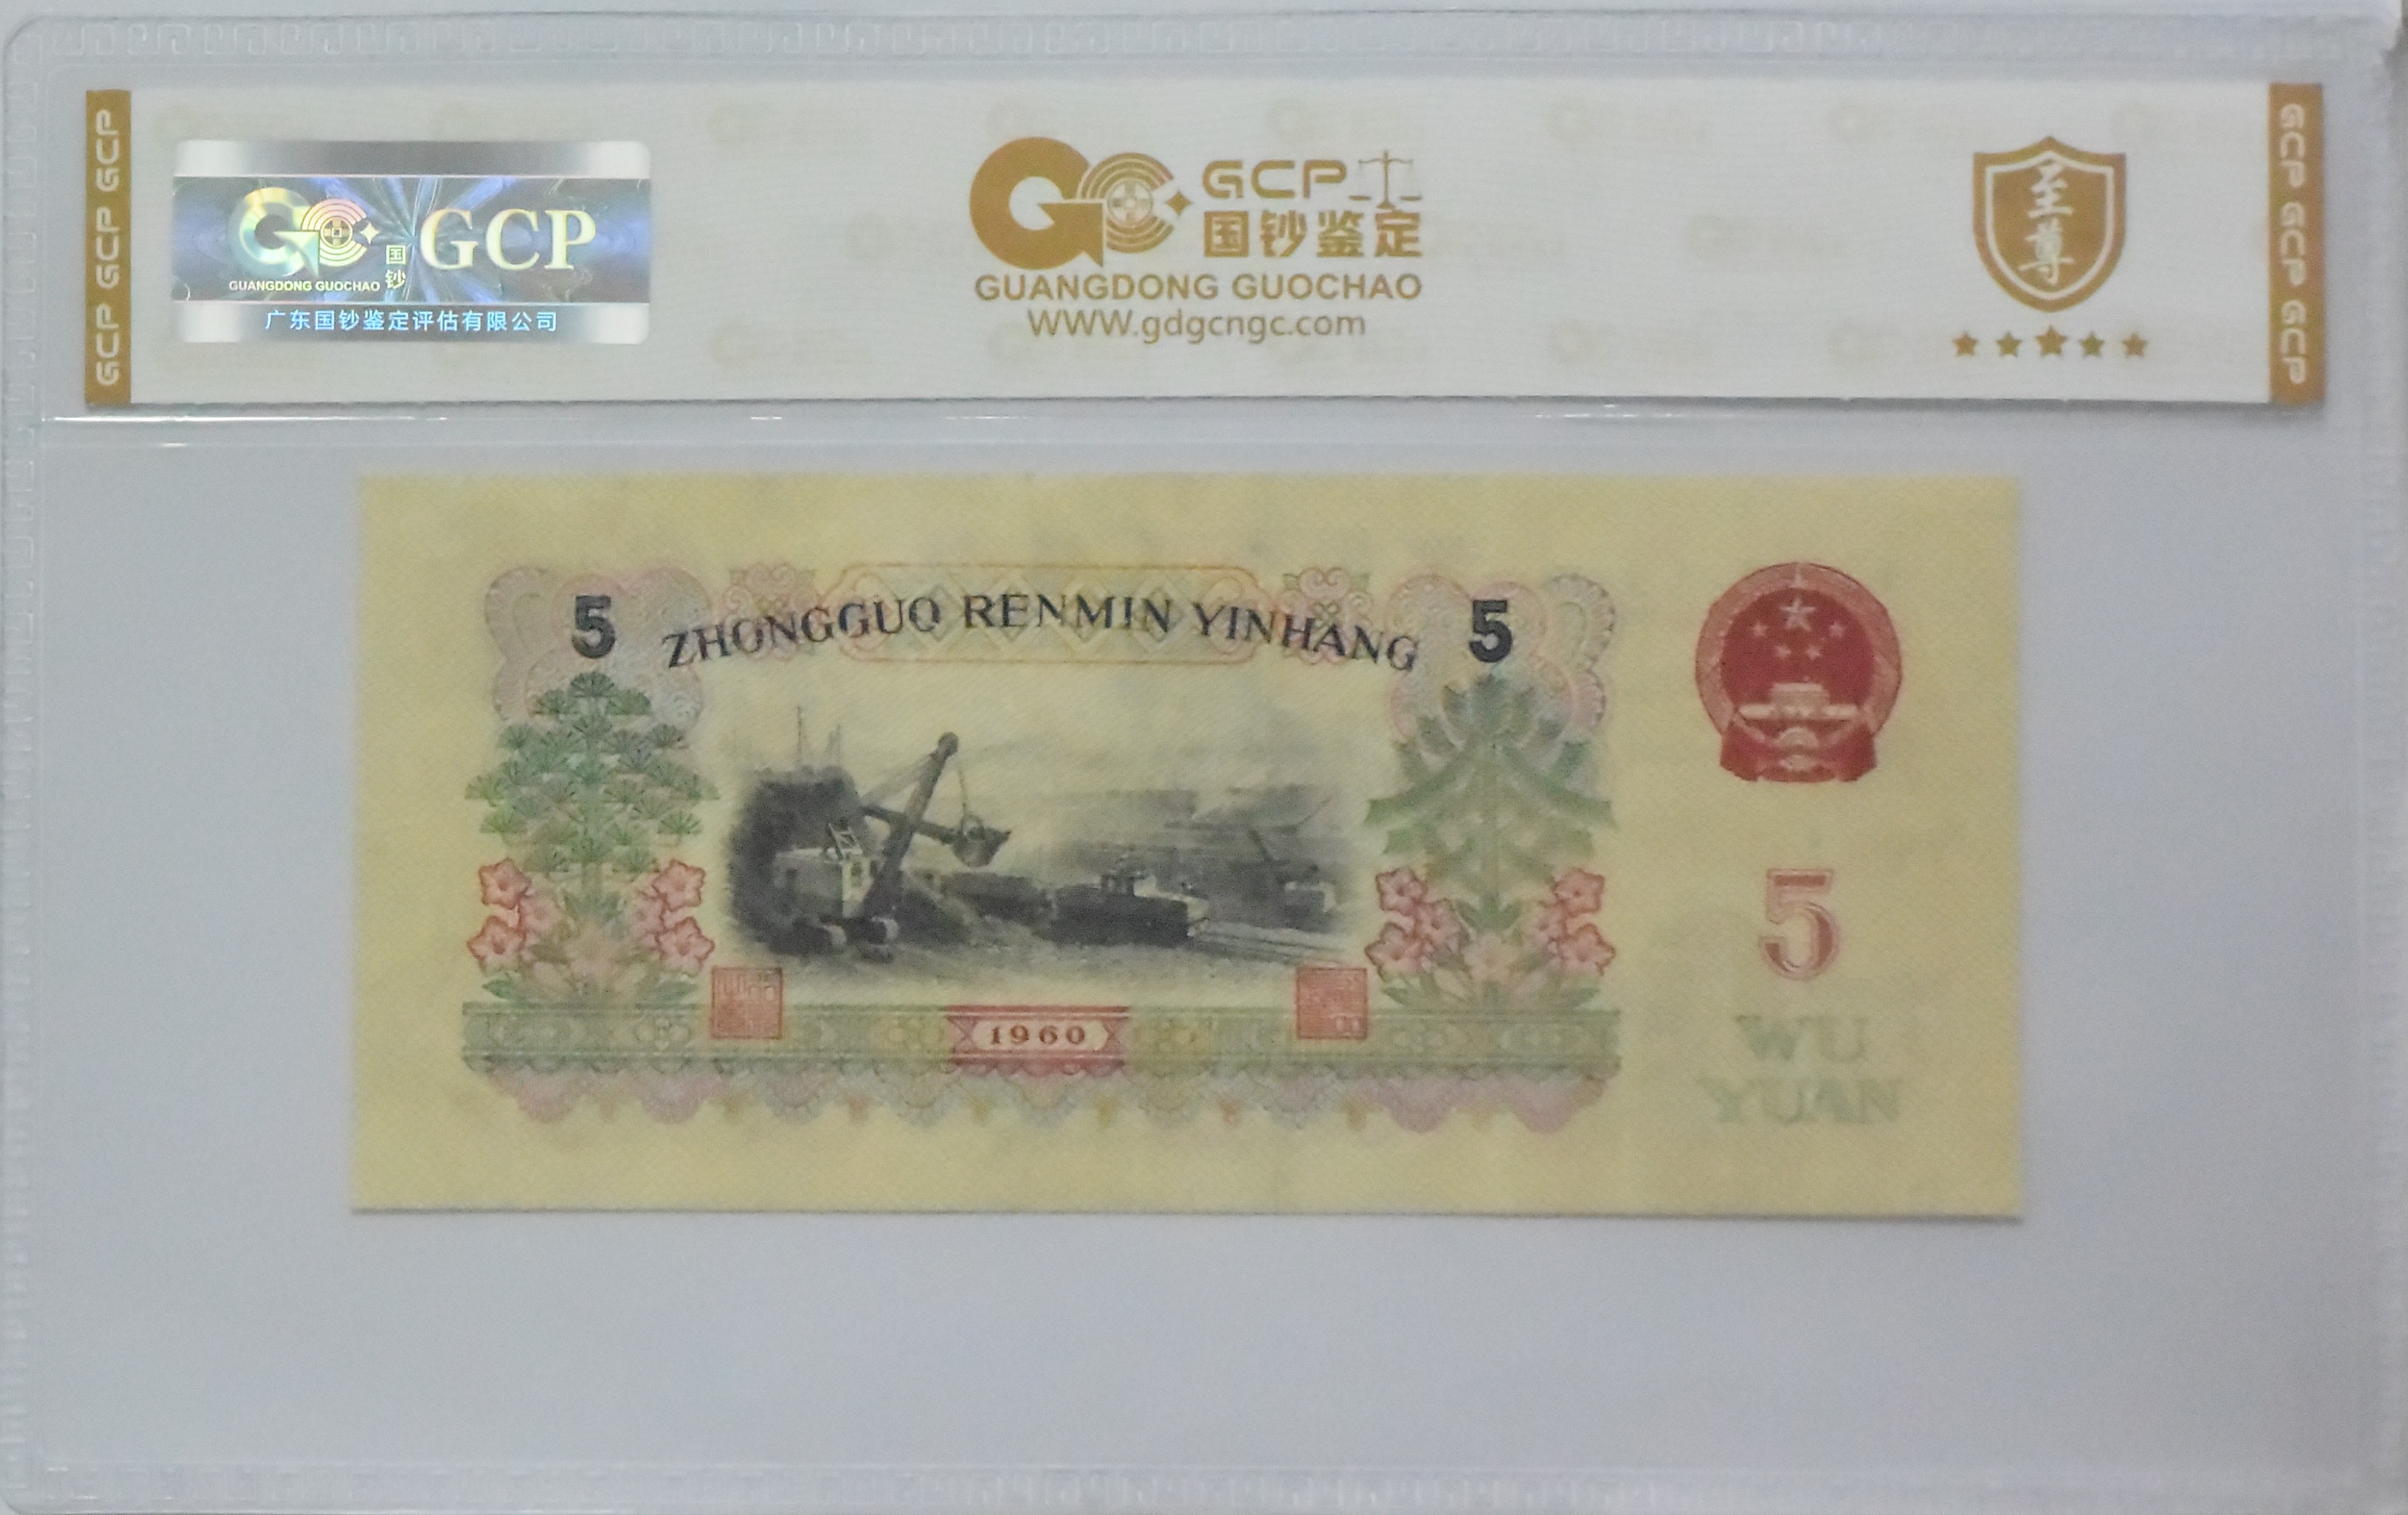 GCP GCP GCP
GCP
国钞
GUANGDONG GUOCHAO
广东国钞鉴定评估有限公司
GCP
国钞鉴定
GUANGDONG GUOCHAO
WWW.gdgcngc.com
至尊
GCP GCP GCP
5 ZHONGGUO RENMIN YINHANG 5
5
WU
YUAN
1960